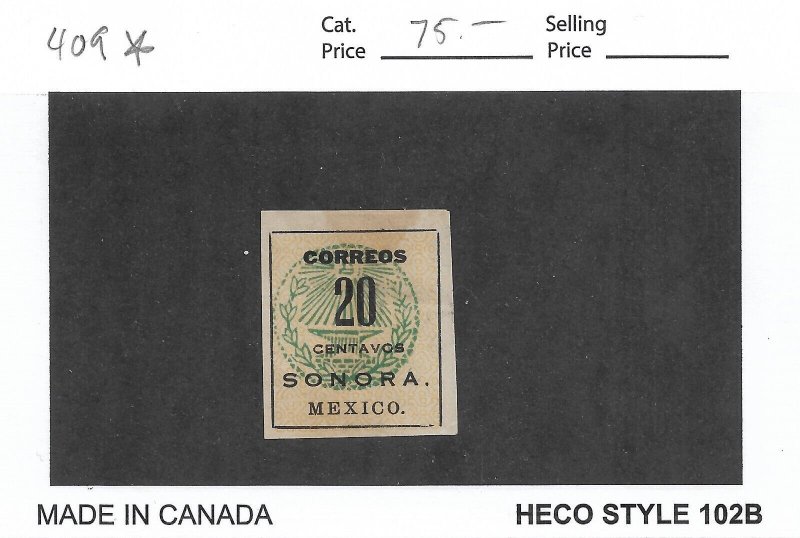 409 *
Cat. Price 75.- Selling Price
CORREOS
20
CENTAVOS
SONORA.
MEXICO.
MADE IN CANADA HECO STYLE 102B